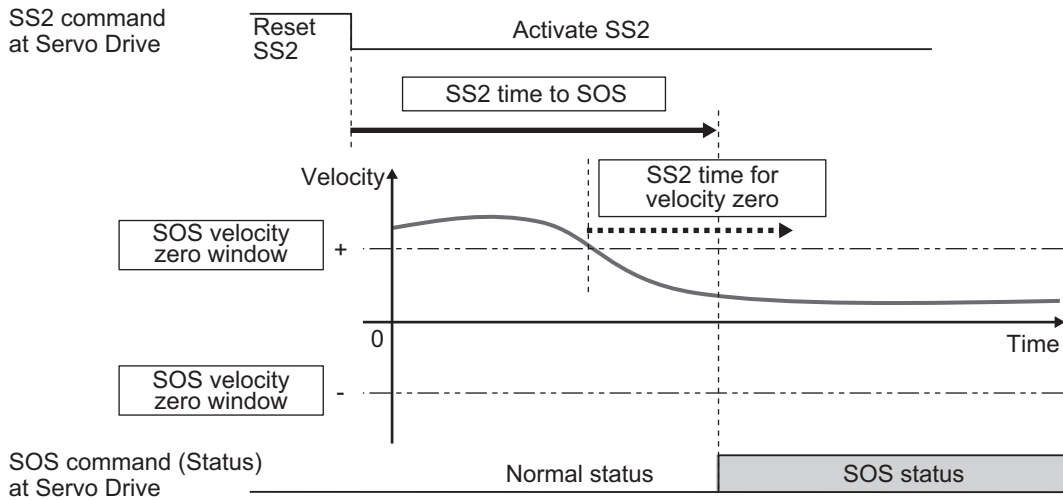 SS2 command
at Servo Drive
Reset
SS2
Activate SS2
SS2 time to SOS
Velocity
SS2 time for
velocity zero
SOS velocity
zero window
+
0
Time
SOS velocity
zero window
-
SOS command (Status)
at Servo Drive
Normal status
SOS status